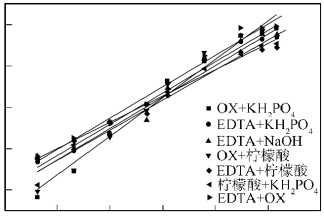 OX+KH₂PO₄
EDTA+KH₂PO₄
EDTA+NaOH
OX+柠檬酸
EDTA+柠檬酸
柠檬酸+KH₂PO₄
EDTA+OX